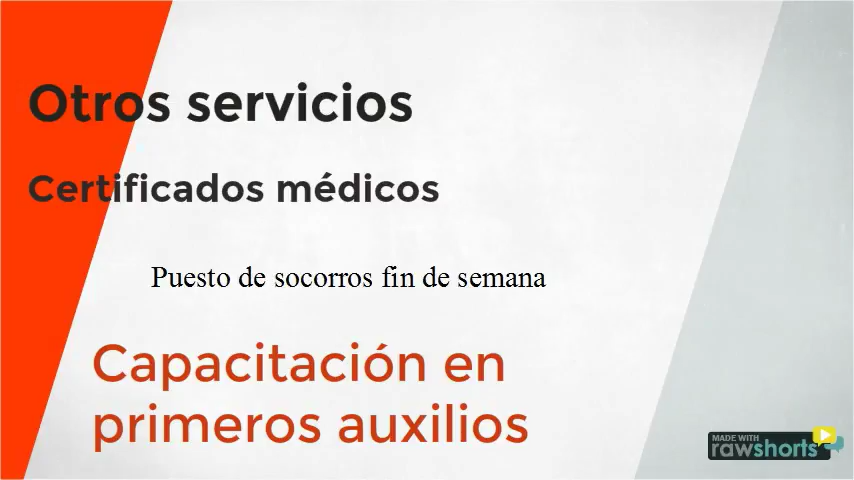 Otros servicios
Certificados médicos
Puesto de socorros fin de semana
Capacitación en
primeros auxilios
MADE WITH
rawshorts